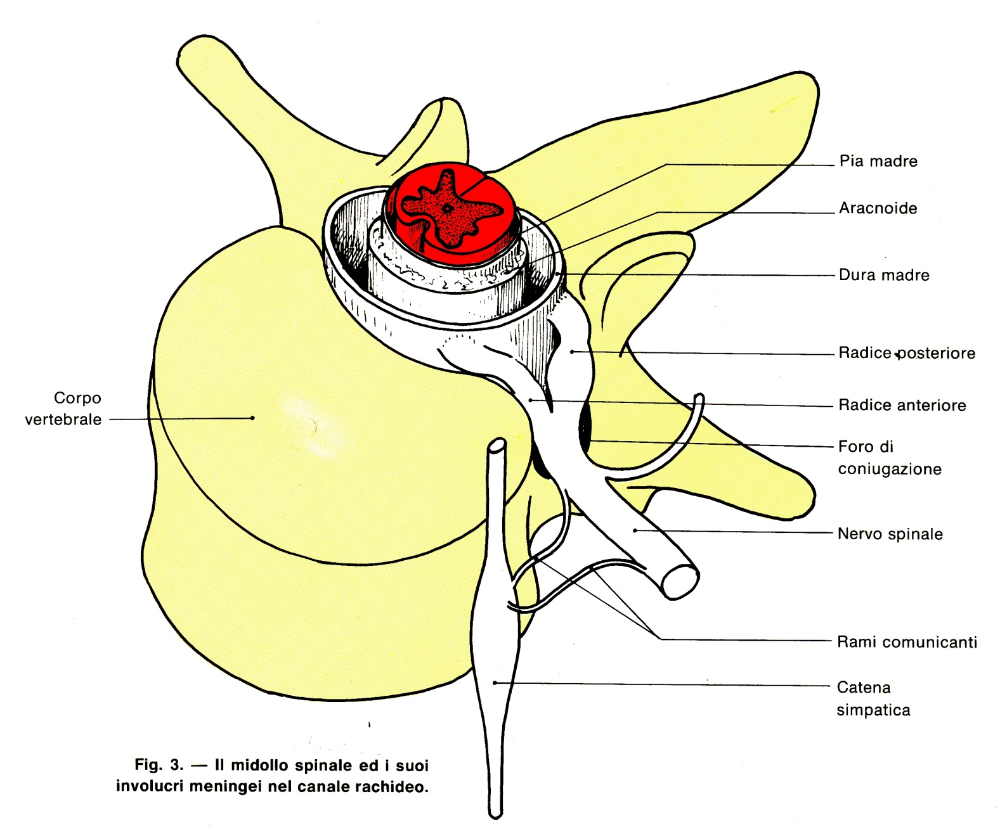 Pia madre
Aracnoide
Dura madre
Radice posteriore
Corpo
vertebrale
Radice anteriore
Foro di
coniugazione
Nervo spinale
Rami comunicanti
Catena
simpatica
Fig. 3. — Il midollo spinale ed i suoi
involucri meningei nel canale rachideo.